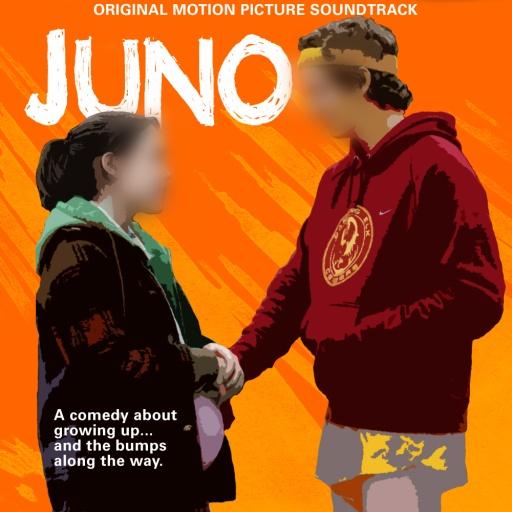 ORIGINAL MOTION PICTURE SOUNDTRACK
JUNO
A comedy about
growing up...
and the bumps
along the way.